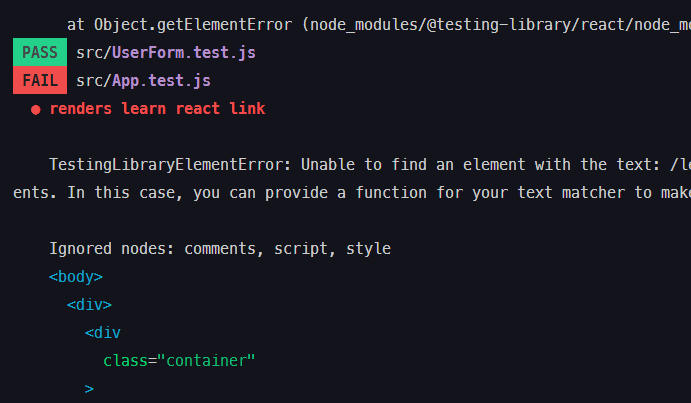 at Object.getElementError (node_modules/@testing-library/react/node_mo
PASS src/UserForm.test.js
FAIL src/App.test.js
● renders learn react link
TestingLibraryElementError: Unable to find an element with the text: /le
ents. In this case, you can provide a function for your text matcher to make
Ignored nodes: comments, script, style
<body>
<div>
<div
class="container"
>